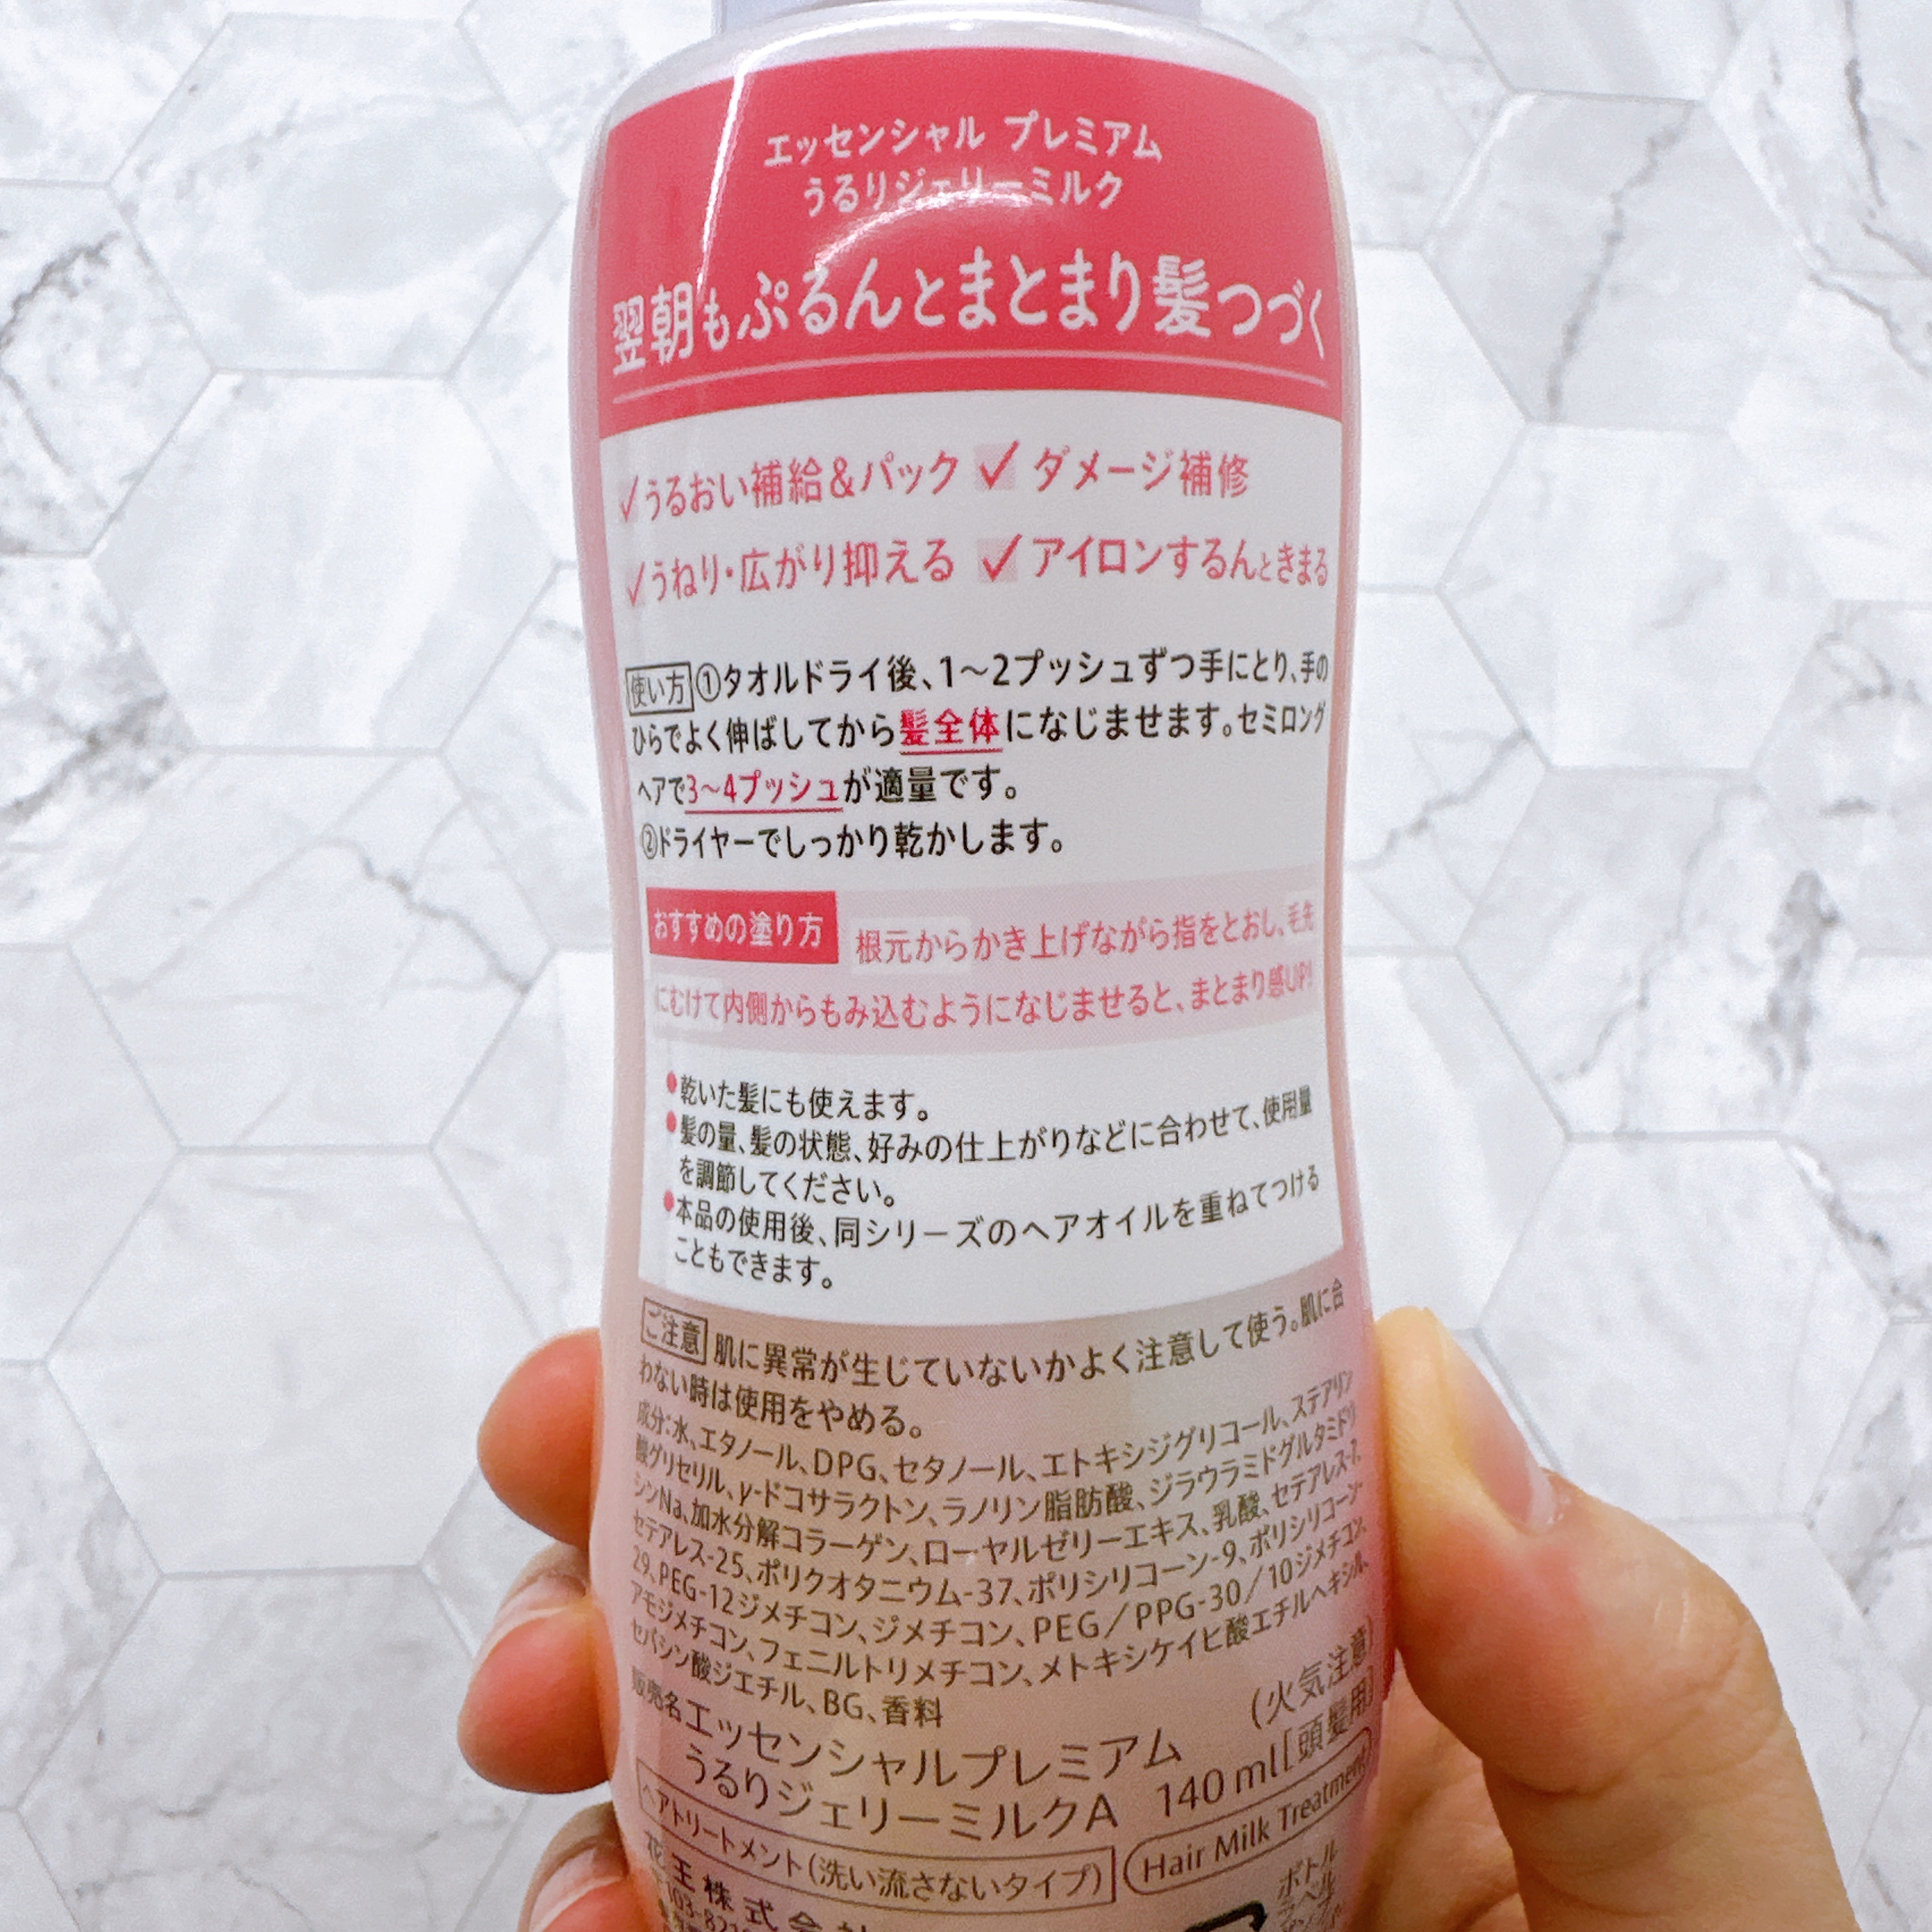 エッセンシャル プレミアム
うるりジェリーミルク
翌朝もぷるんとまとまり髪つづく
✓うるおい補給&パック ✓ ダメージ補修
✓うねり・広がり抑える ✓アイロンするんときまる
使い方 ①タオルドライ後、1〜2プッシュずつ手にとり、手の
ひらでよく伸ばしてから髪全体になじませます。セミロング
ヘアで3〜4プッシュが適量です。
②ドライヤーでしっかり乾かします。
おすすめの塗り方 根元からかき上げながら指をとおし、毛先
にむけて内側からもみ込むようになじませると、まとまり感UP!
●乾いた髪にも使えます。
●髪の量、髪の状態、好みの仕上がりなどに合わせて、使用量
を調節してください。
●本品の使用後、同シリーズのヘアオイルを重ねてつける
こともできます。
ご注意 肌に異常が生じていないかよく注意して使う。肌に合
わない時は使用をやめる。
成分:水、エタノール、DPG、セタノール、エトキシジグリコール、ステアリン
酸グリセリル、γ-ドコサラクトン、ラノリン脂肪酸、ジラウラミドグルタミドリ
シンNa、加水分解コラーゲン、ローヤルゼリーエキス、乳酸、セテアレス-7、
セテアレス-25、ポリクオタニウム-37、ポリシリコーン-9、ポリシリコーン-
29、PEG-12ジメチコン、ジメチコン、PEG/PPG-30/10ジメチコン、
アモジメチコン、フェニルトリメチコン、メトキシケイヒ酸エチルヘキシル、
セバシン酸ジエチル、BG、香料
(火気注意)
販売名エッセンシャルプレミアム
うるりジェリーミルクA 140ml[頭髪用]
ヘアトリートメント(洗い流さないタイプ) Hair Milk Treatment
花王株式会社
ボトル
ラベル